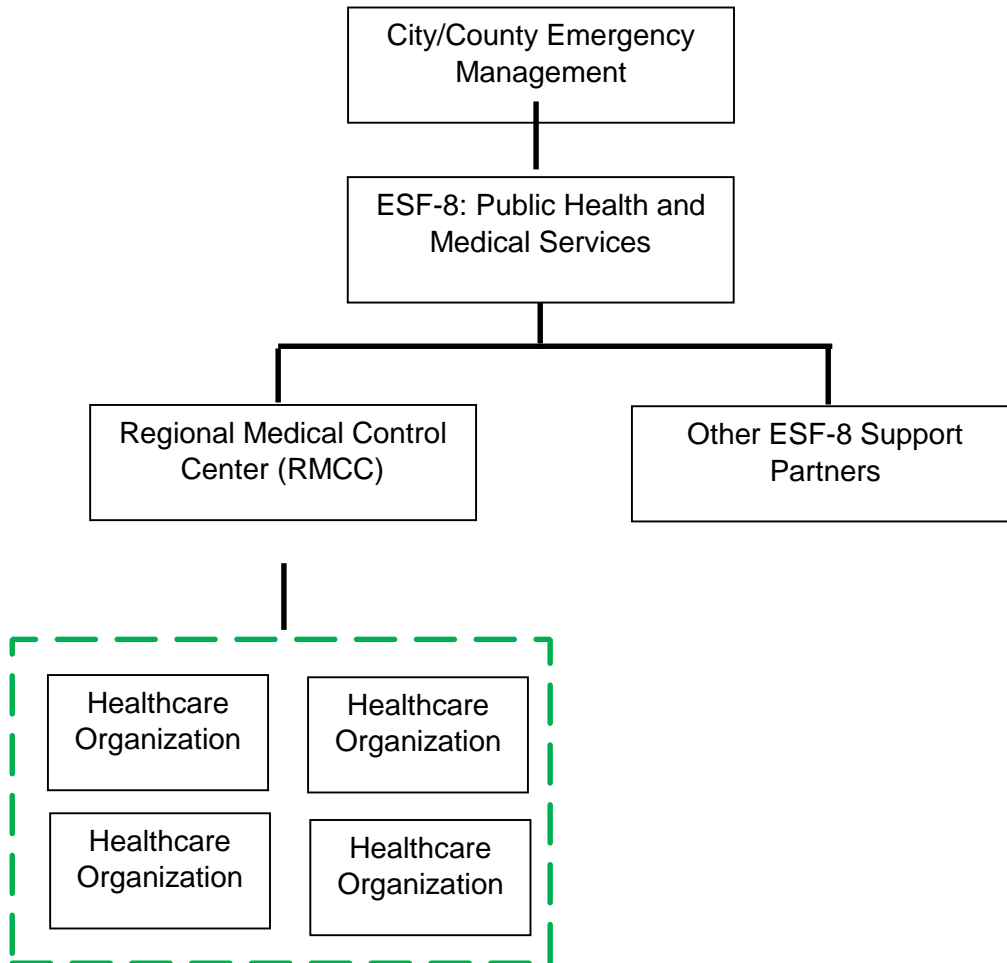 City/County Emergency
Management
ESF-8: Public Health and
Medical Services
Regional Medical Control
Center (RMCC)
Other ESF-8 Support
Partners
Healthcare
Organization
Healthcare
Organization
Healthcare
Organization
Healthcare
Organization